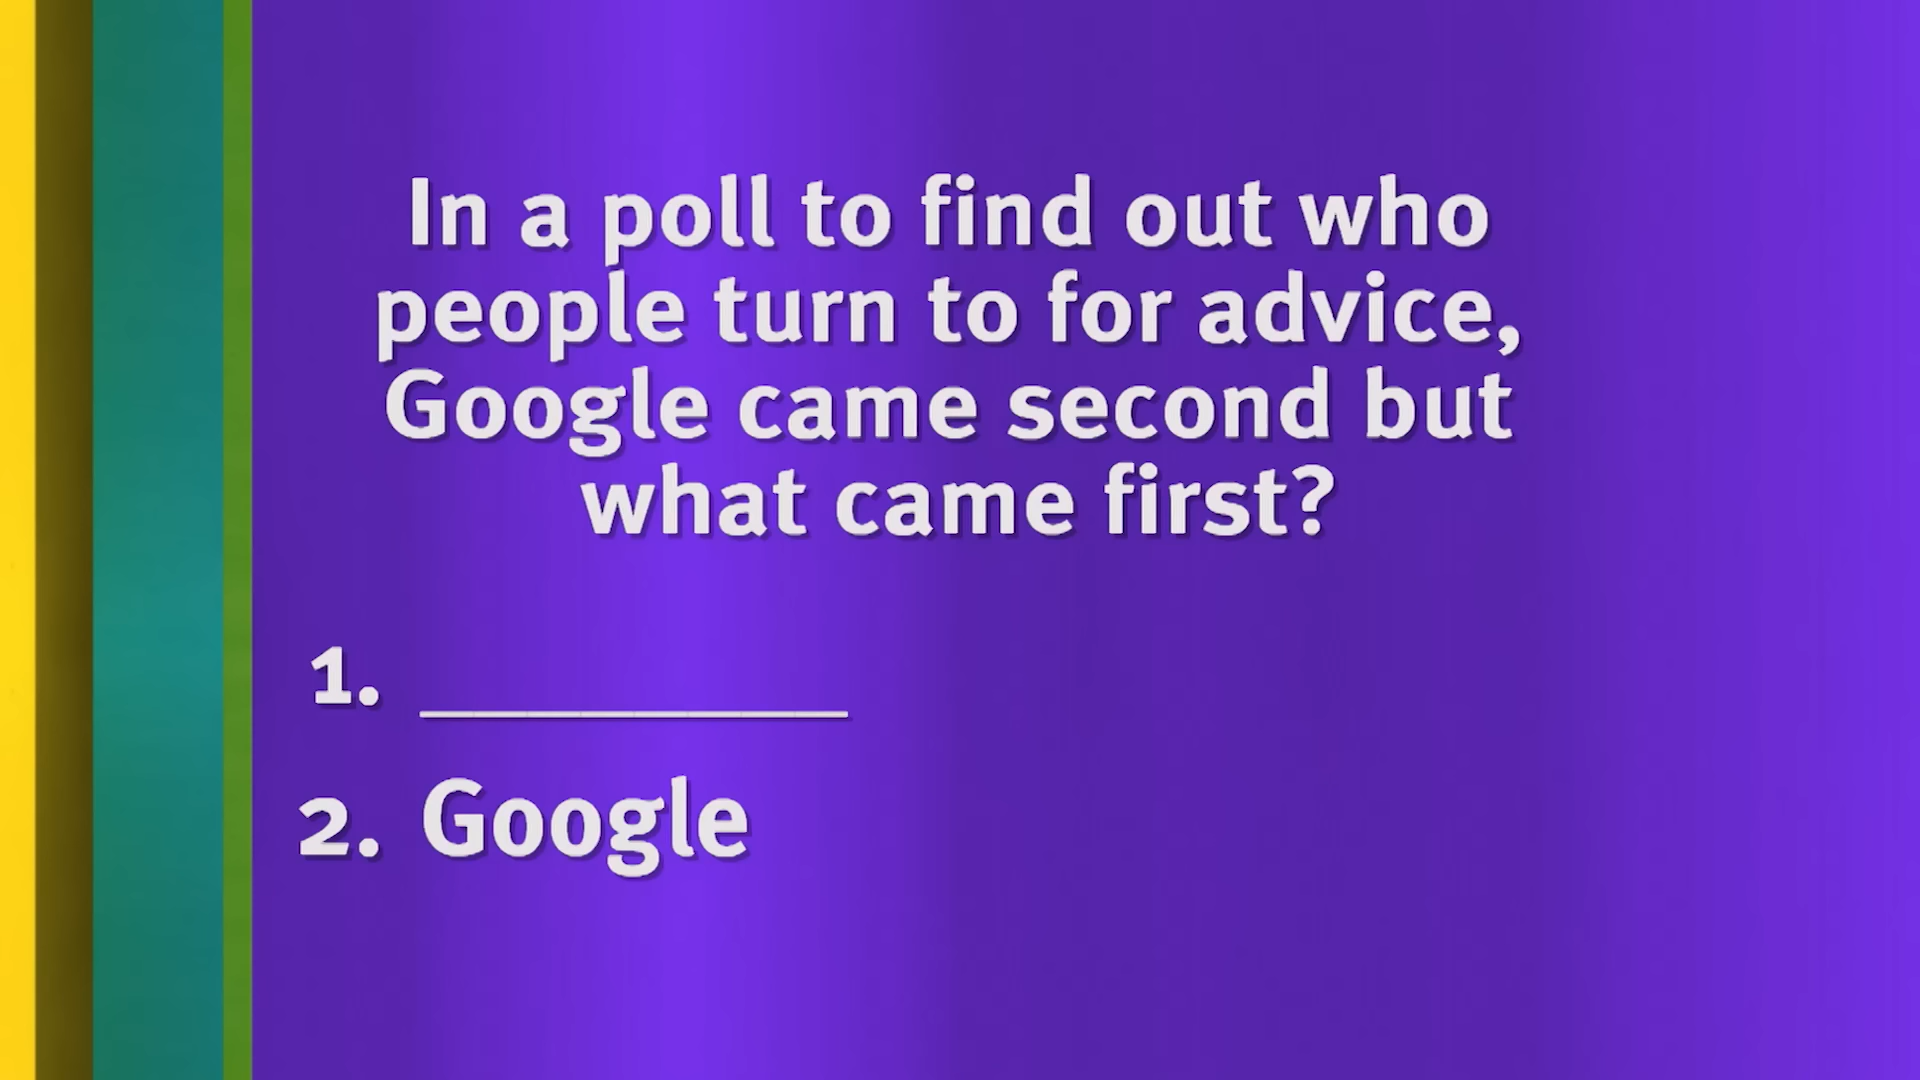 In a poll to find out who
people turn to for advice,
Google came second but
what came first?
1. ________
2. Google